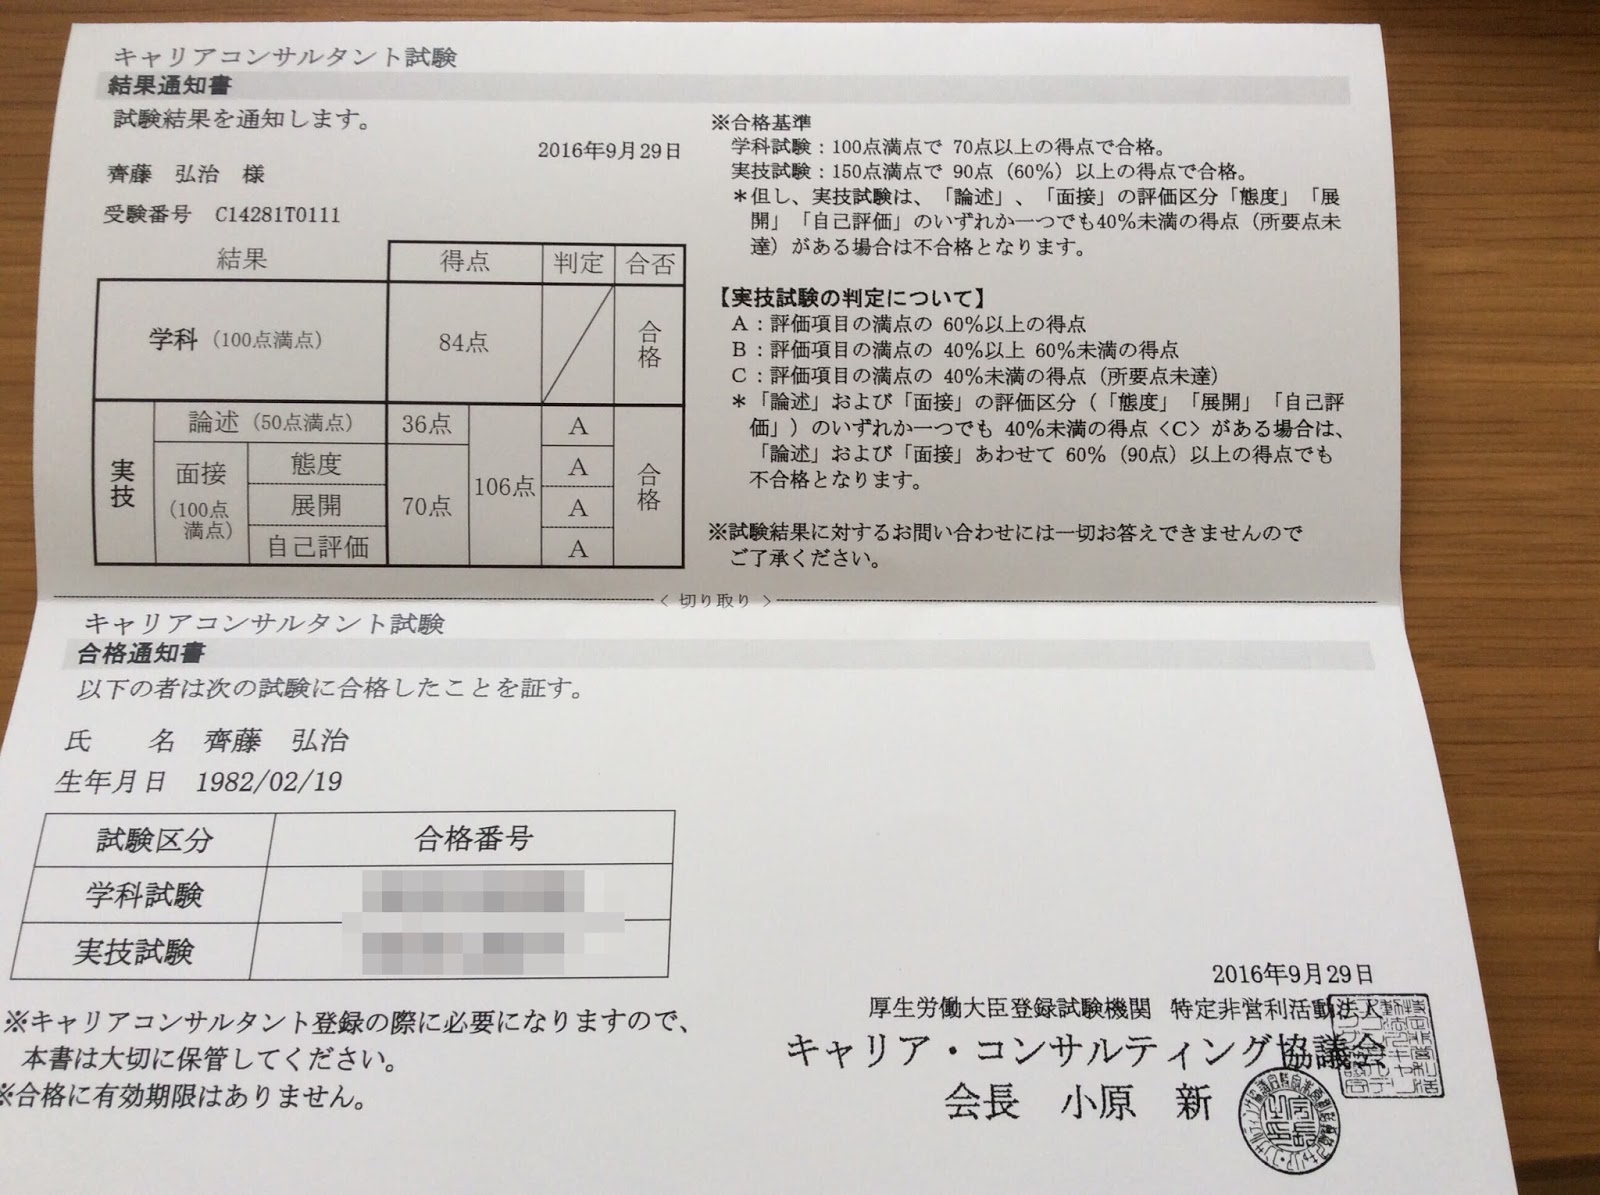 キャリアコンサルタント試験
結果通知書
試験結果を通知します。
2016年9月29日
齊藤 弘治 様
受験番号 C14281T0111
結果 得点 判定 合否
学科 (100点満点) 84点 合格
実技 論述 (50点満点) 36点 106点 A 合格
面接 (100点満点) 70点
態度 A
展開 A
自己評価 A
※合格基準
学科試験：100点満点で 70点以上の得点で合格。
実技試験：150点満点で 90点（60％）以上の得点で合格。
＊但し、実技試験は、「論述」、「面接」の評価区分「態度」「展
開」「自己評価」のいずれか一つでも40％未満の得点（所要点未
達）がある場合は不合格となります。
【実技試験の判定について】
A：評価項目の満点の 60％以上の得点
B：評価項目の満点の 40％以上 60％未満の得点
C：評価項目の満点の 40％未満の得点（所要点未達）
＊「論述」および「面接」の評価区分（「態度」「展開」「自己評
価」）のいずれか一つでも 40％未満の得点＜C＞がある場合は、
「論述」および「面接」あわせて 60％（90点）以上の得点でも
不合格となります。
※試験結果に対するお問い合わせには一切お答えできませんので
ご了承ください。
＜ 切り取り ＞
キャリアコンサルタント試験
合格通知書
以下の者は次の試験に合格したことを証す。
氏 名 齊藤 弘治
生年月日 1982/02/19
試験区分 合格番号
学科試験
実技試験
※キャリアコンサルタント登録の際に必要になりますので、
本書は大切に保管してください。
※合格に有効期限はありません。
2016年9月29日
厚生労働大臣登録試験機関 特定非営利活動法人
キャリア・コンサルティング協議会
会長 小原 新